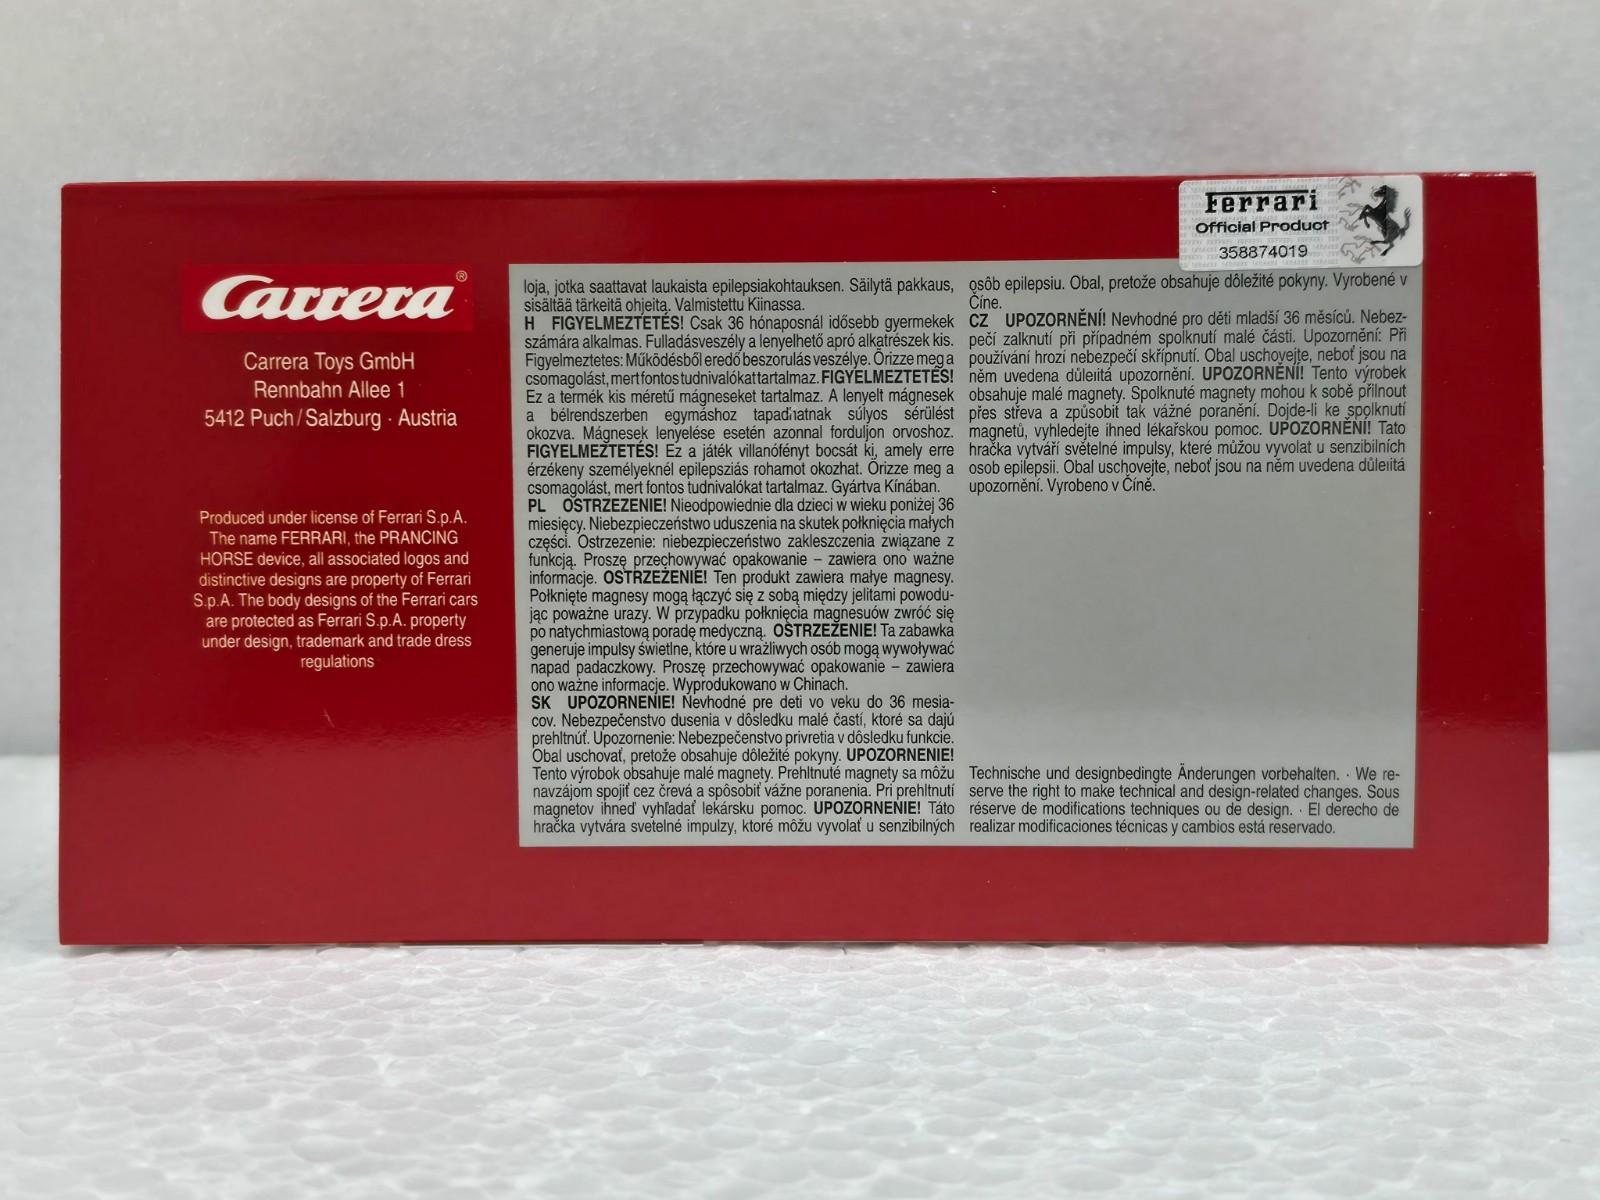 Ferrari
Official Product
358874019
Carrera®
Carrera Toys GmbH
Rennbahn Allee 1
5412 Puch / Salzburg · Austria
Produced under license of Ferrari S.p.A.
The name FERRARI, the PRANCING
HORSE device, all associated logos and
distinctive designs are property of Ferrari
S.p.A. The body designs of the Ferrari cars
are protected as Ferrari S.p.A. property
under design, trademark and trade dress
regulations
loja, jotka saattavat laukaista epilepsiakohtauksen. Säilytä pakkaus,
sisältää tärkeitä ohjeita. Valmistettu Kiinassa.
H FIGYELMEZTETÉS! Csak 36 hónaposnál idősebb gyermekek
számára alkalmas. Fulladásveszély a lenyelhető apró alkatrészek kis.
Figyelmeztetes: Működésből eredő beszorulás veszélye. Őrizze meg a
csomagolást, mert fontos tudnivalókat tartalmaz. FIGYELMEZTETÉS!
Ez a termék kis méretű mágneseket tartalmaz. A lenyelt mágnesek
a bélrendszerben egymáshoz tapadhatnak súlyos sérülést
okozva. Mágnesek lenyelése esetén azonnal forduljon orvoshoz.
FIGYELMEZTETÉS! Ez a játék villanófényt bocsát ki, amely erre
érzékeny személyeknél epilepsziás rohamot okozhat. Őrizze meg a
csomagolást, mert fontos tudnivalókat tartalmaz. Gyártva Kínában.
PL OSTRZEZENIE! Nieodpowiednie dla dzieci w wieku poniżej 36
miesięcy. Niebezpieczeństwo uduszenia na skutek połknięcia małych
części. Ostrzezenie: niebezpieczeństwo zakleszczenia związane z
funkcją. Proszę przechowywać opakowanie – zawiera ono ważne
informacje. OSTRZEŻENIE! Ten produkt zawiera małye magnesy.
Połknięte magnesy mogą łączyć się z sobą między jelitami powodu-
jąc poważne urazy. W przypadku połknięcia magnesuów zwróć się
po natychmiastową poradę medyczną. OSTRZEŻENIE! Ta zabawka
generuje impulsy świetlne, które u wrażliwych osób mogą wywoływać
napad padaczkowy. Proszę przechowywać opakowanie – zawiera
ono ważne informacje. Wyprodukowano w Chinach.
SK UPOZORNENIE! Nevhodné pre deti vo veku do 36 mesia-
cov. Nebezpečenstvo dusenia v dôsledku malé častí, ktoré sa dajú
prehltnúť. Upozornenie: Nebezpečenstvo privretia v dôsledku funkcie.
Obal uschovať, pretože obsahuje dôležité pokyny. UPOZORNENIE!
Tento výrobok obsahuje malé magnety. Prehltnuté magnety sa môžu
navzájom spojiť cez črevá a spôsobiť vážne poranenia. Pri prehltnutí
magnetov ihneď vyhľadať lekársku pomoc. UPOZORNENIE! Táto
hračka vytvára svetelné impulzy, ktoré môžu vyvolať u senzibilných
osôb epilepsiu. Obal, pretože obsahuje dôležité pokyny. Vyrobené v
Číne.
CZ UPOZORNĚNÍ! Nevhodné pro děti mladší 36 měsíců. Nebez-
pečí zalknutí při případném spolknutí malé části. Upozornění: Při
používání hrozí nebezpečí skřípnutí. Obal uschovejte, neboť jsou na
něm uvedena důleıitá upozornění. UPOZORNĚNÍ! Tento výrobek
obsahuje malé magnety. Spolknuté magnety mohou k sobě přilnout
přes střeva a způsobit tak vážné poranění. Dojde-li ke spolknutí
magnetů, vyhledejte ihned lékařskou pomoc. UPOZORNĚNÍ! Tato
hračka vytváří světelné impulsy, které můžou vyvolat u senzibilních
osob epilepsii. Obal uschovejte, neboť jsou na něm uvedena důleıitá
upozornění. Vyrobeno v Číně.
Technische und designbedingte Änderungen vorbehalten. · We re-
serve the right to make technical and design-related changes. Sous
réserve de modifications techniques ou de design. · El derecho de
realizar modificaciones técnicas y cambios está reservado.